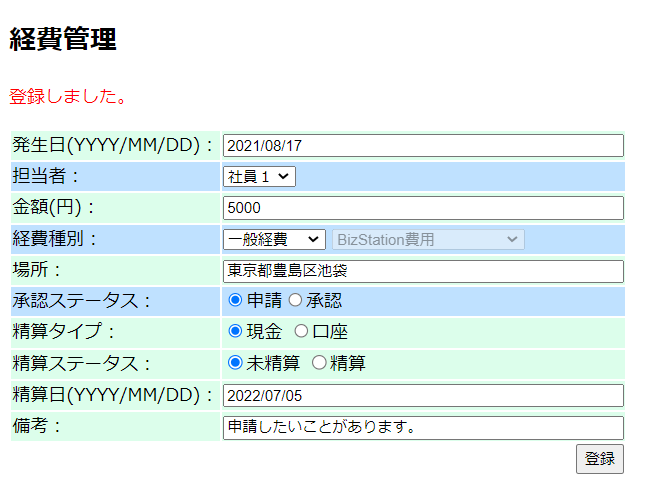 経費管理
登録しました。
発生日(YYYY/MM/DD)： 2021/08/17
担当者： 社員１
金額(円)： 5000
経費種別： 一般経費 BizStation費用
場所： 東京都豊島区池袋
承認ステータス： 申請 承認
精算タイプ： 現金 口座
精算ステータス： 未精算 精算
精算日(YYYY/MM/DD)： 2022/07/05
備考： 申請したいことがあります。
登録